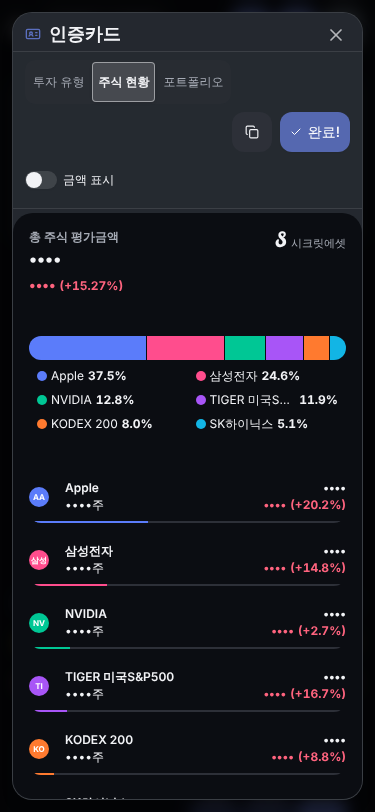 인증카드
투자 유형
주식 현황
포트폴리오
완료!
금액 표시
총 주식 평가금액
시크릿에셋
••••
•••• (+15.27%)
Apple 37.5%
삼성전자 24.6%
NVIDIA 12.8%
TIGER 미국S... 11.9%
KODEX 200 8.0%
SK하이닉스 5.1%
AA
Apple
••••
••••주
•••• (+20.2%)
삼성
삼성전자
••••
••••주
•••• (+14.8%)
NV
NVIDIA
••••
••••주
•••• (+2.7%)
TI
TIGER 미국S&P500
••••
••••주
•••• (+16.7%)
KO
KODEX 200
••••
••••주
•••• (+8.8%)